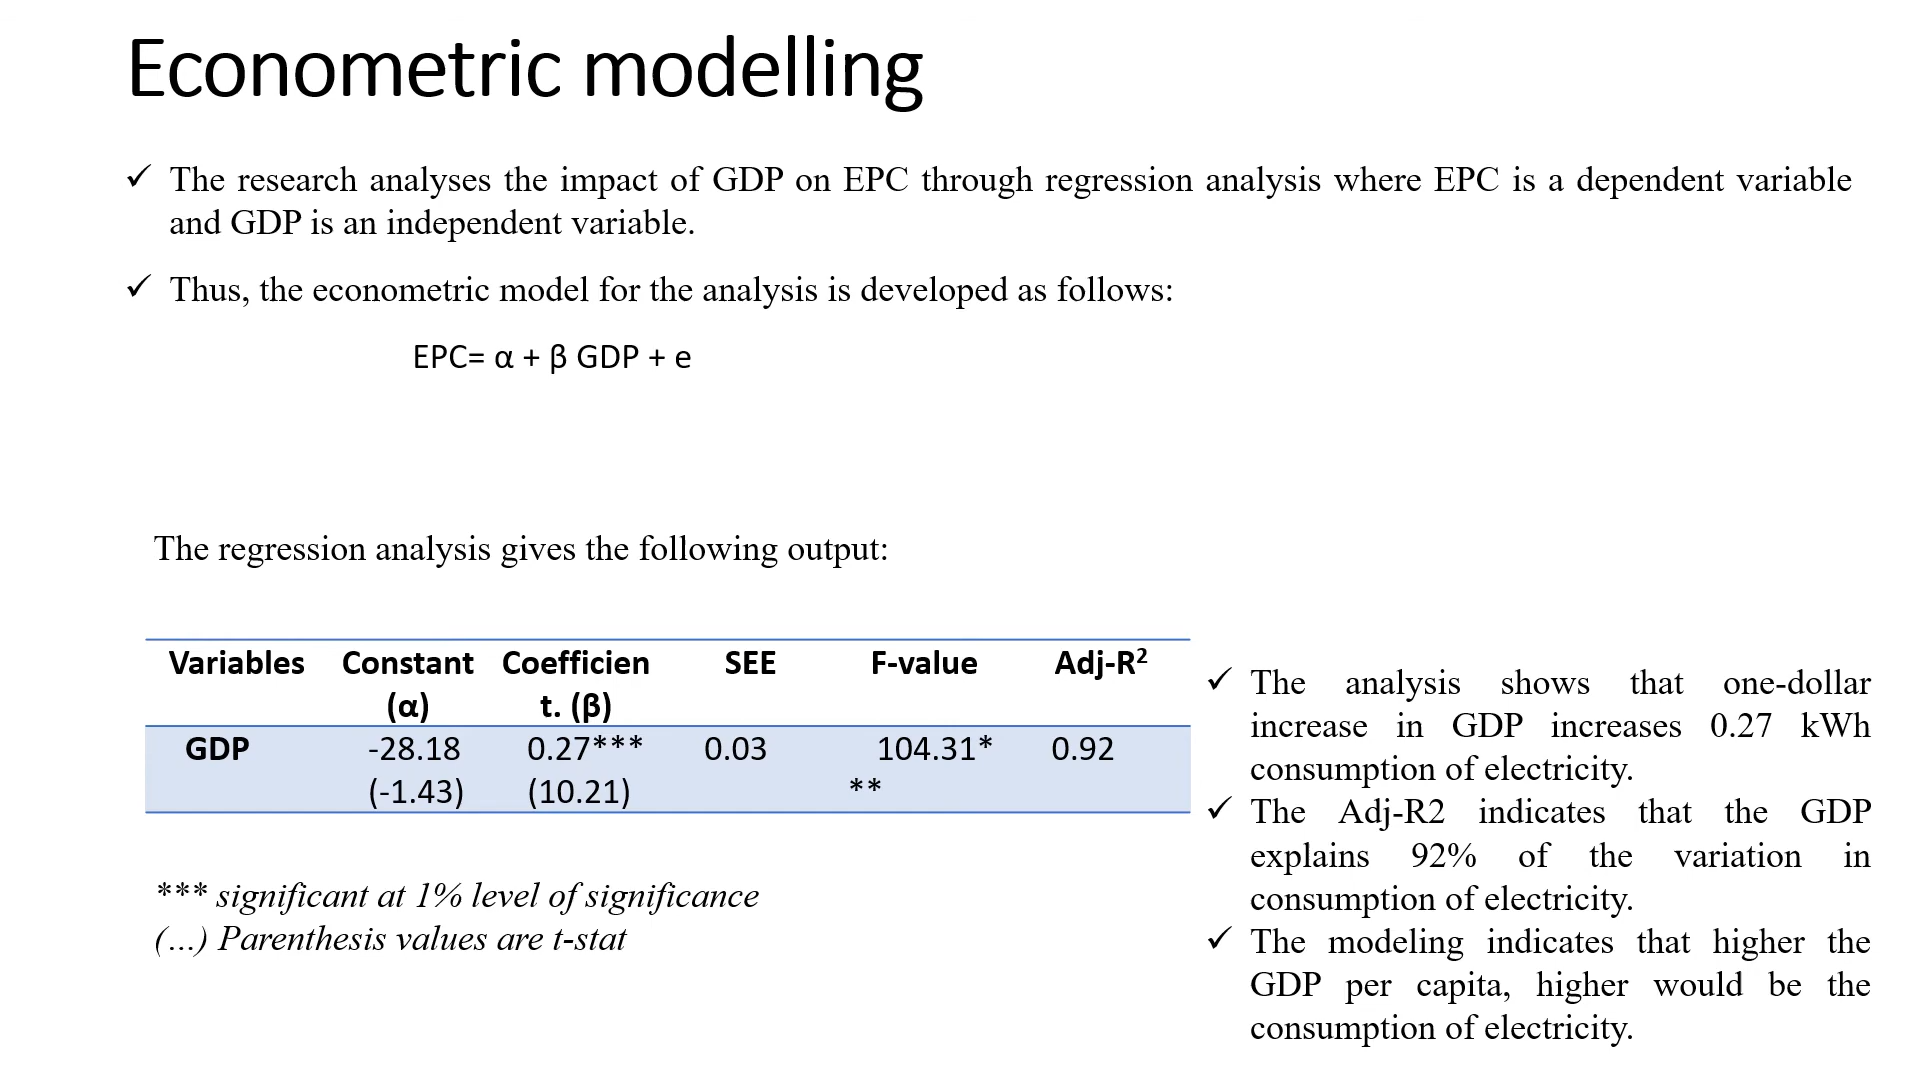 Econometric modelling
✓ The research analyses the impact of GDP on EPC through regression analysis where EPC is a dependent variable
and GDP is an independent variable.
✓ Thus, the econometric model for the analysis is developed as follows:
EPC= α + β GDP + e
The regression analysis gives the following output:
Variables Constant Coefficien SEE F-value Adj-R²
(α) t. (β)
GDP -28.18 0.27*** 0.03 104.31* 0.92
(-1.43) (10.21) **
*** significant at 1% level of significance
(...) Parenthesis values are t-stat
✓ The analysis shows that one-dollar
increase in GDP increases 0.27 kWh
consumption of electricity.
✓ The Adj-R2 indicates that the GDP
explains 92% of the variation in
consumption of electricity.
✓ The modeling indicates that higher the
GDP per capita, higher would be the
consumption of electricity.